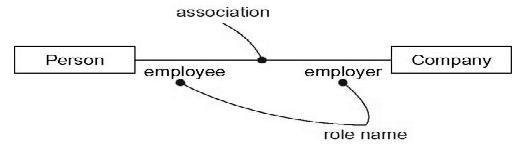 association
Person
employee
employer
Company
role name